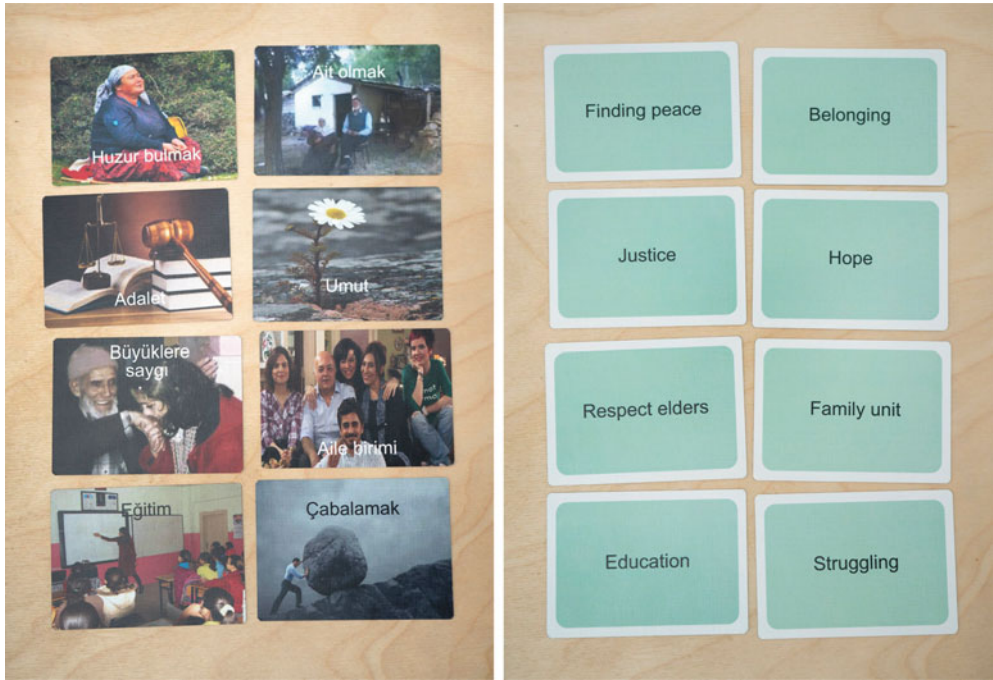 Huzur bulmak
Ait olmak
Adalet
Umut
Büyüklere
saygı
Aile birimi
Eğitim
Çabalamak
Finding peace
Belonging
Justice
Hope
Respect elders
Family unit
Education
Struggling